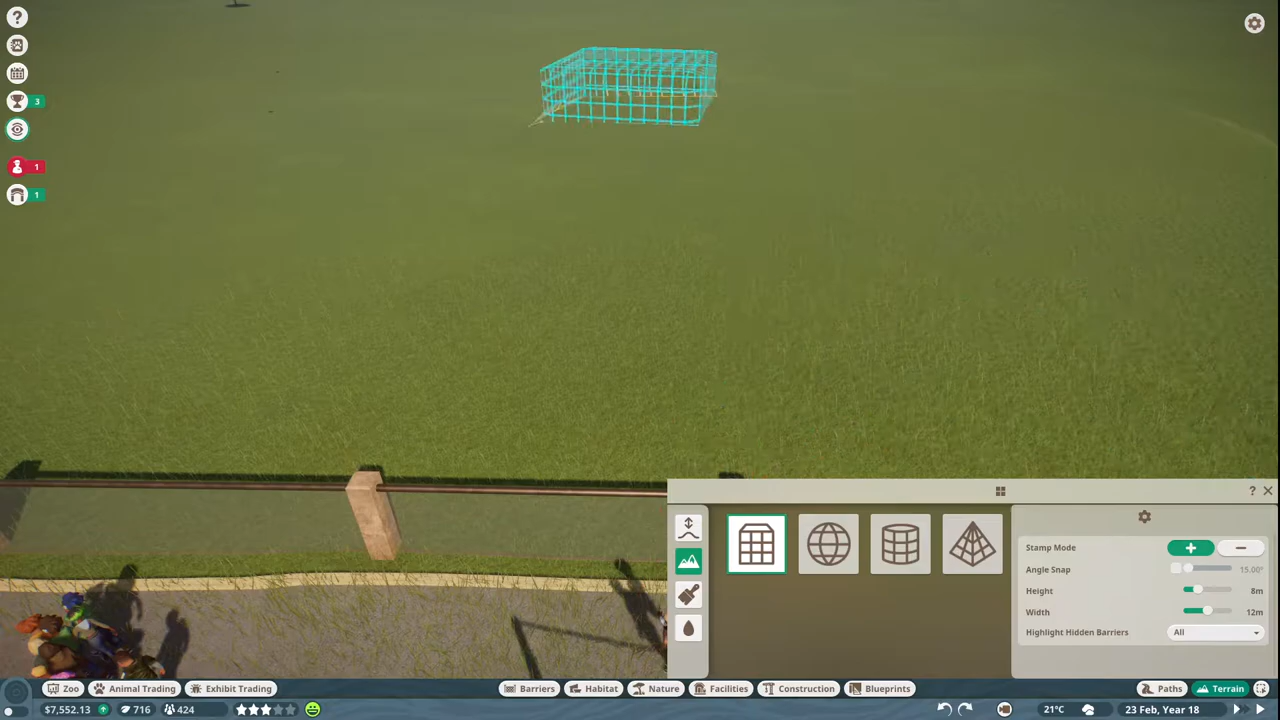 ?
3
1
1
?
Stamp Mode
Angle Snap 15.00°
Height 8m
Width 12m
Highlight Hidden Barriers All
Zoo Animal Trading Exhibit Trading Barriers Habitat Nature Facilities Construction Blueprints Paths Terrain
$7,552.13 716 424 21°C 23 Feb, Year 18